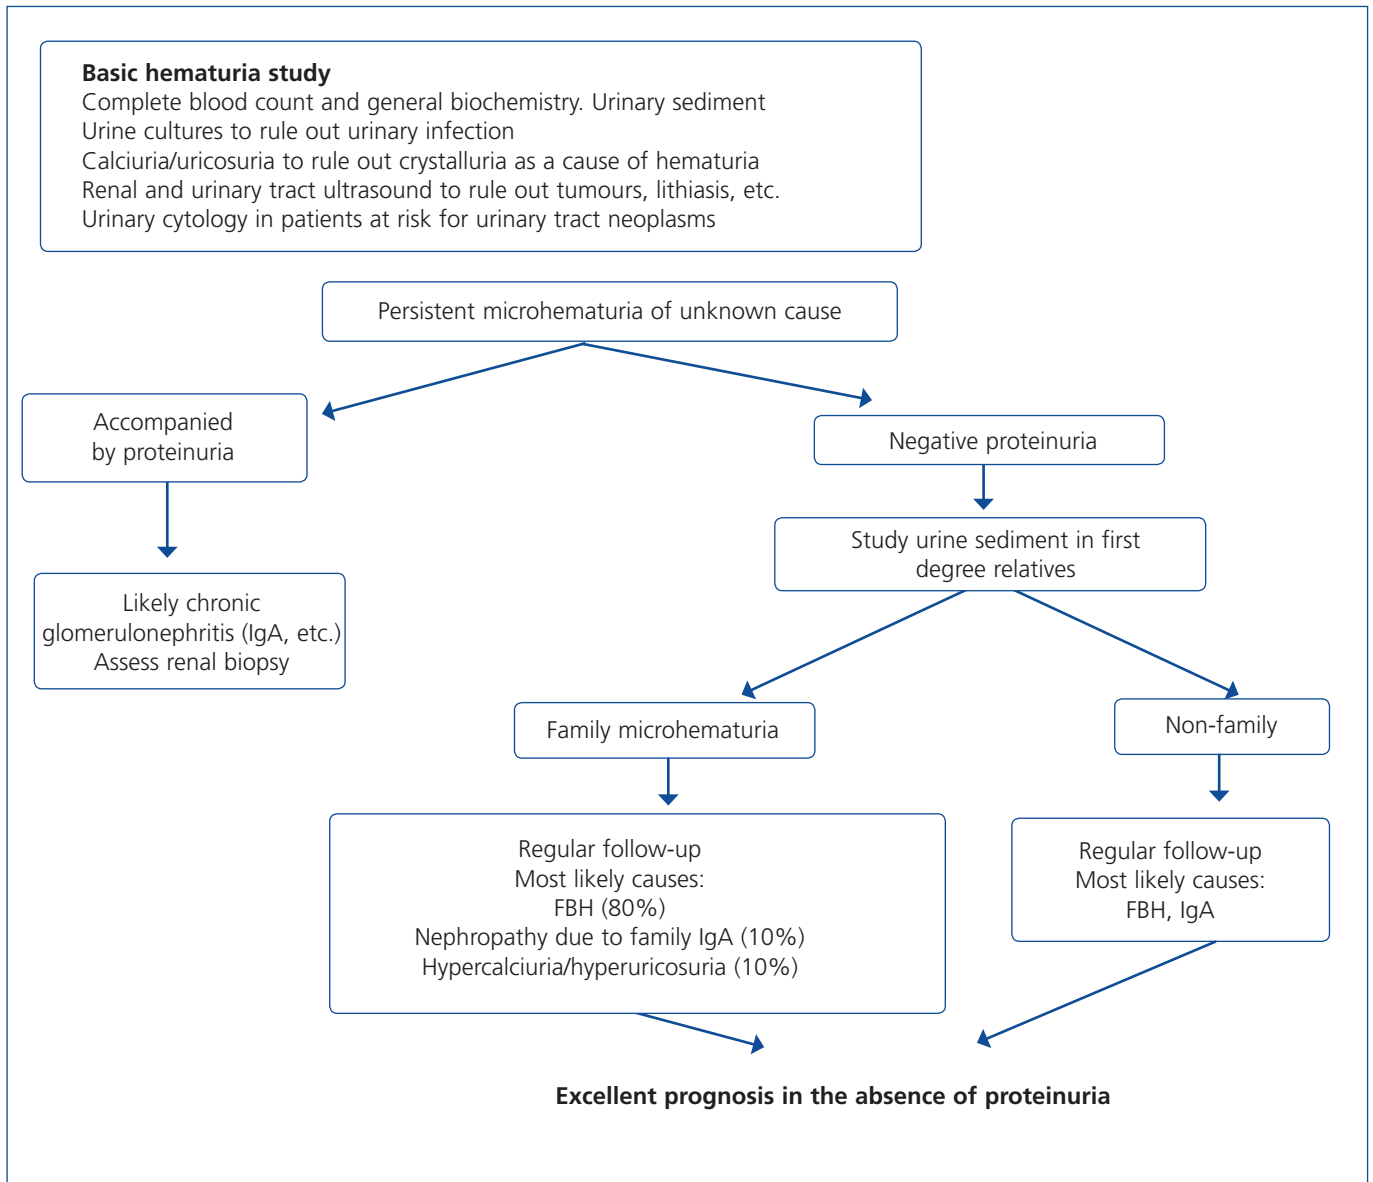 Basic hematuria study
Complete blood count and general biochemistry. Urinary sediment
Urine cultures to rule out urinary infection
Calciuria/uricosuria to rule out crystalluria as a cause of hematuria
Renal and urinary tract ultrasound to rule out tumours, lithiasis, etc.
Urinary cytology in patients at risk for urinary tract neoplasms
Persistent microhematuria of unknown cause
Accompanied
by proteinuria
Negative proteinuria
Study urine sediment in first
degree relatives
Likely chronic
glomerulonephritis (IgA, etc.)
Assess renal biopsy
Family microhematuria
Non-family
Regular follow-up
Most likely causes:
FBH (80%)
Nephropathy due to family IgA (10%)
Hypercalciuria/hyperuricosuria (10%)
Regular follow-up
Most likely causes:
FBH, IgA
Excellent prognosis in the absence of proteinuria